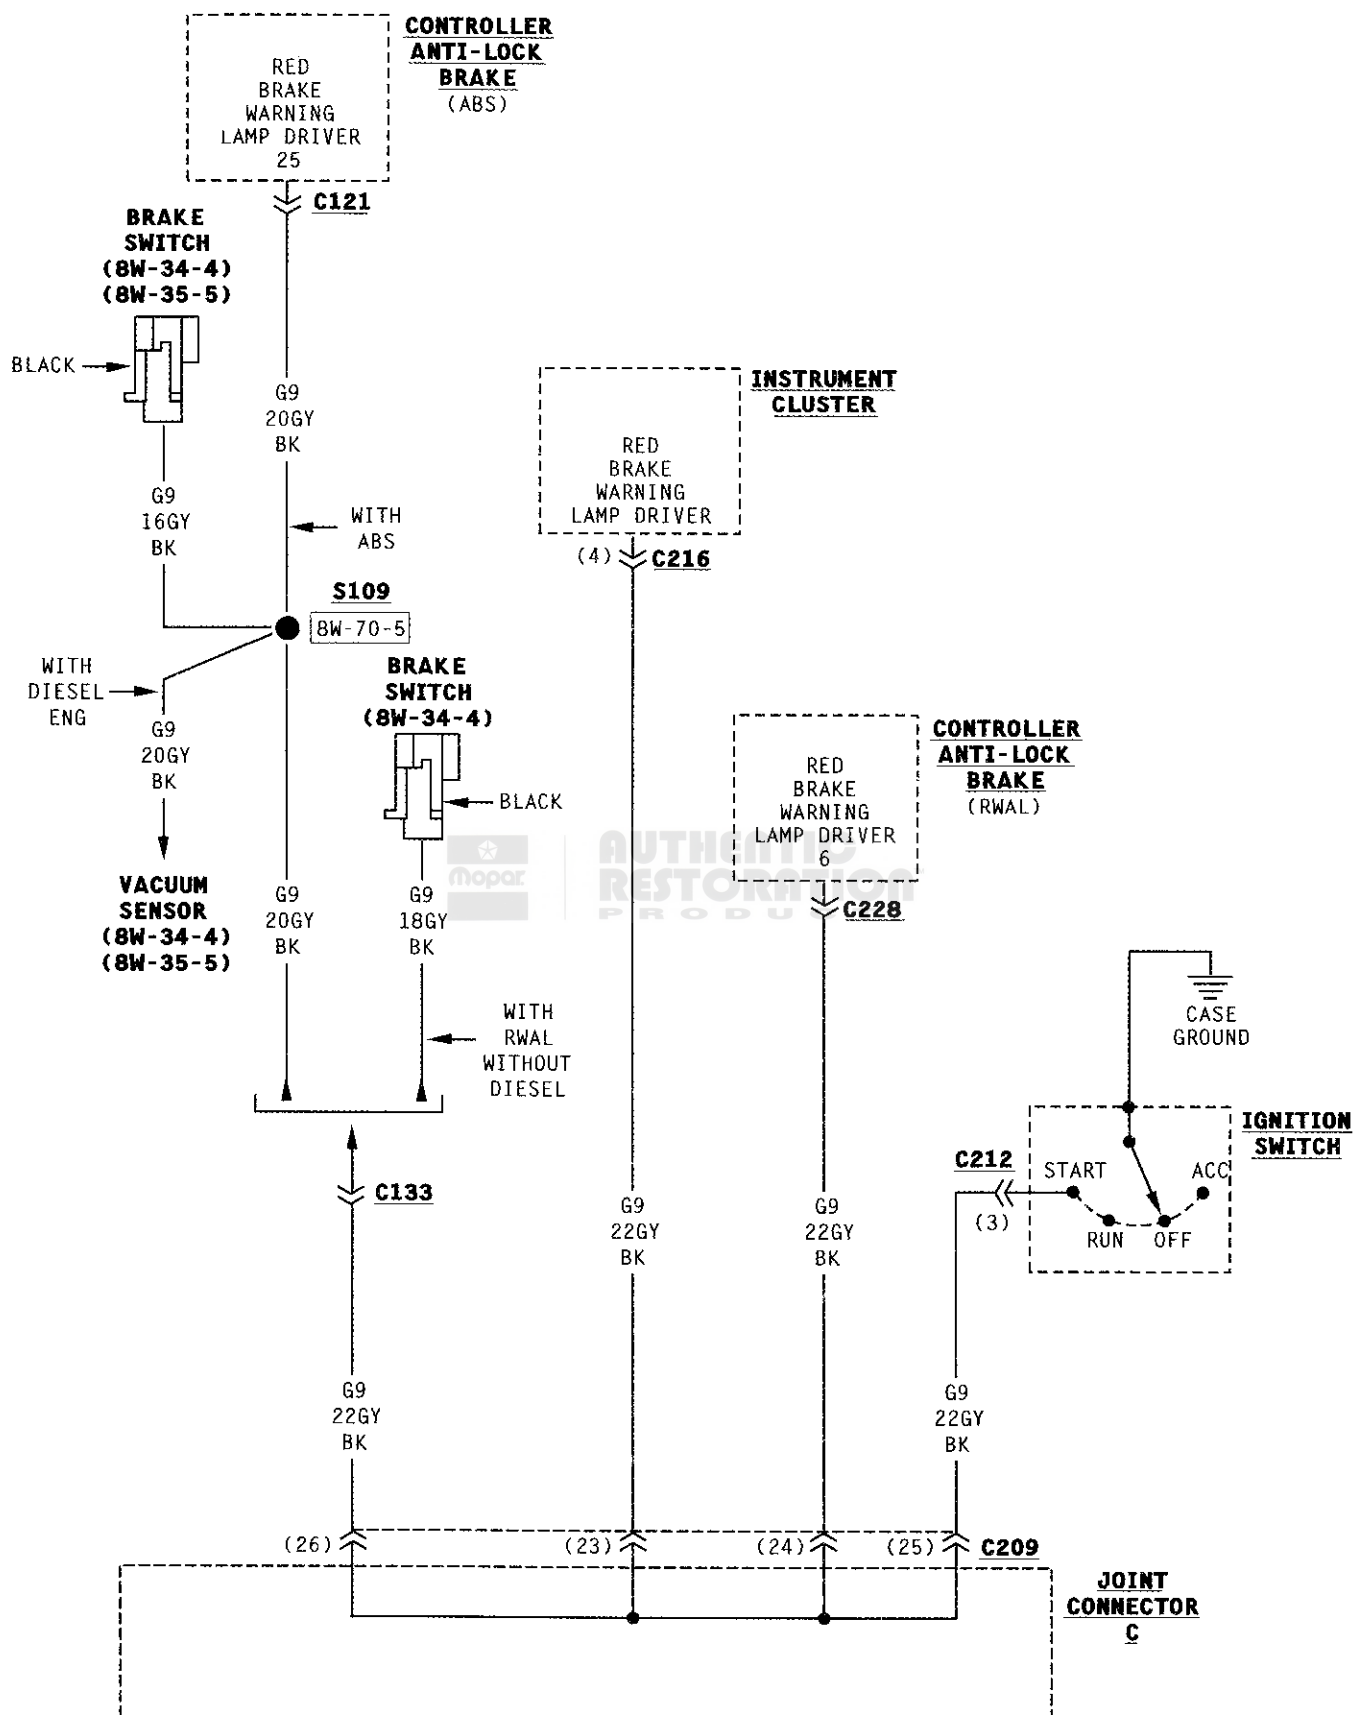 CONTROLLER
ANTI-LOCK
BRAKE
(ABS)
RED
BRAKE
WARNING
LAMP DRIVER
25
C121
BRAKE
SWITCH
(8W-34-4)
(8W-35-5)
BLACK
G9
20GY
BK
G9
16GY
BK
WITH
ABS
S109
8W-70-5
WITH
DIESEL
ENG
G9
20GY
BK
VACUUM
SENSOR
(8W-34-4)
(8W-35-5)
BRAKE
SWITCH
(8W-34-4)
BLACK
G9
20GY
BK
G9
18GY
BK
WITH
RWAL
WITHOUT
DIESEL
C133
G9
22GY
BK
INSTRUMENT
CLUSTER
RED
BRAKE
WARNING
LAMP DRIVER
(4)
C216
G9
22GY
BK
CONTROLLER
ANTI-LOCK
BRAKE
(RWAL)
RED
BRAKE
WARNING
LAMP DRIVER
6
C228
G9
22GY
BK
Mopar
AUTHENTIC
RESTORATION
CASE
GROUND
IGNITION
SWITCH
C212
(3)
START
RUN
OFF
ACC
G9
22GY
BK
(26)
(23)
(24)
(25)
C209
JOINT
CONNECTOR
C